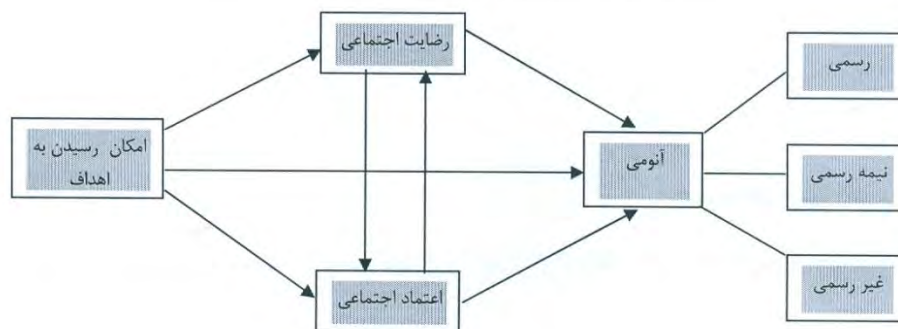 رضایت اجتماعی
رسمی
امکان رسیدن به
اهداف
آنومی
نیمه رسمی
اعتماد اجتماعی
غیر رسمی